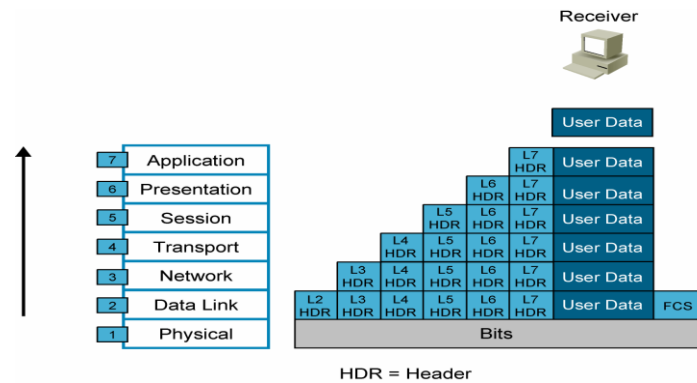 Receiver
User Data
7 Application L7 HDR User Data
6 Presentation L6 HDR L7 HDR User Data
5 Session L5 HDR L6 HDR L7 HDR User Data
4 Transport L4 HDR L5 HDR L6 HDR L7 HDR User Data
3 Network L3 HDR L4 HDR L5 HDR L6 HDR L7 HDR User Data
2 Data Link L2 HDR L3 HDR L4 HDR L5 HDR L6 HDR L7 HDR User Data FCS
1 Physical Bits
HDR = Header